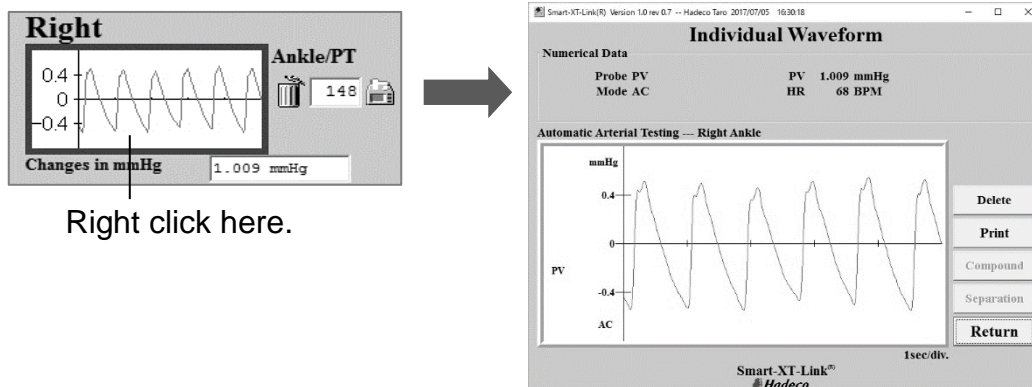 Right
Ankle/PT
0.4
0
-0.4
148
Changes in mmHg
1.009 mmHg
Right click here.
Smart-XT-Link(R) Version 1.0 rev 0.7 -- Hadeco Taro 2017/07/05 16:30:18
Individual Waveform
Numerical Data
Probe PV
PV 1.009 mmHg
Mode AC
HR 68 BPM
Automatic Arterial Testing --- Right Ankle
mmHg
0.4
0
PV
-0.4
AC
1sec/div.
Delete
Print
Compound
Separation
Return
Smart-XT-Link(R)
Hadeco